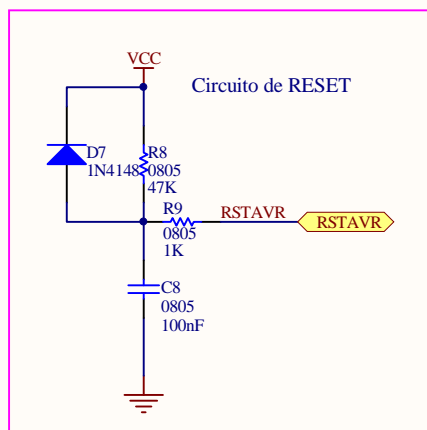 VCC
Circuito de RESET
D7
1N4148
R8
0805
47K
R9
0805
1K
RSTAVR
RSTAVR
C8
0805
100nF